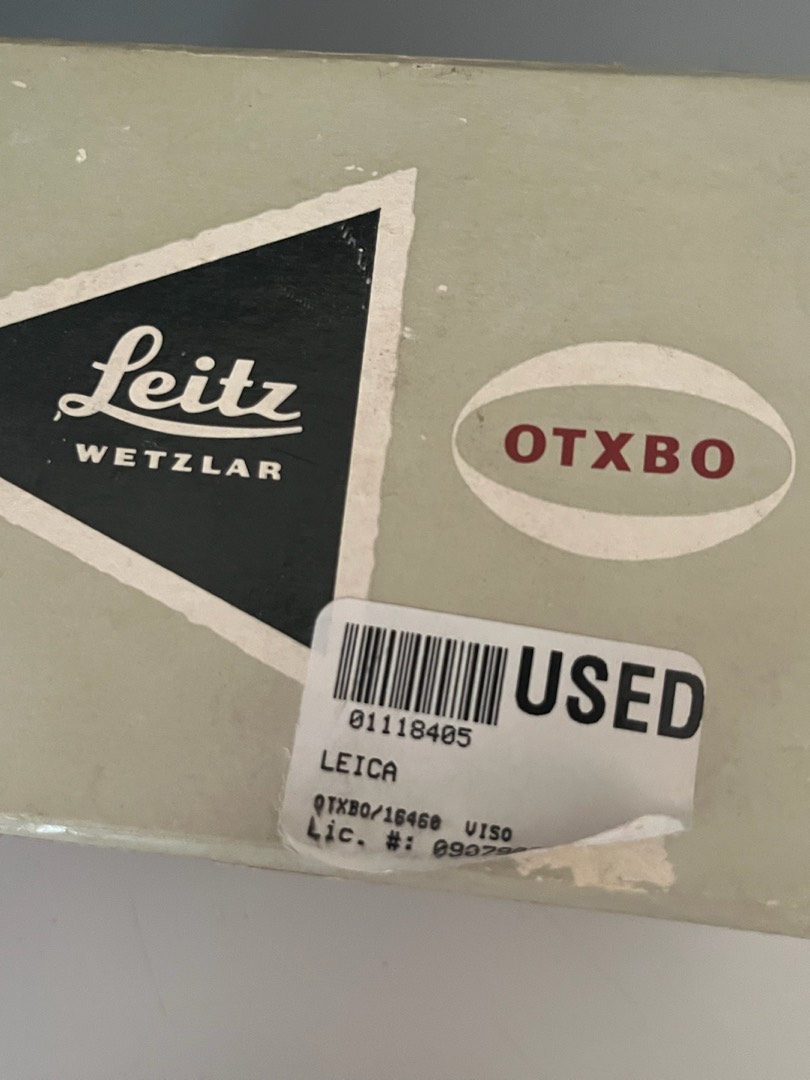 Leitz
WETZLAR
OTXBO
USED
01118405
LEICA
OTXBO/16460 VISO
Lic. #: